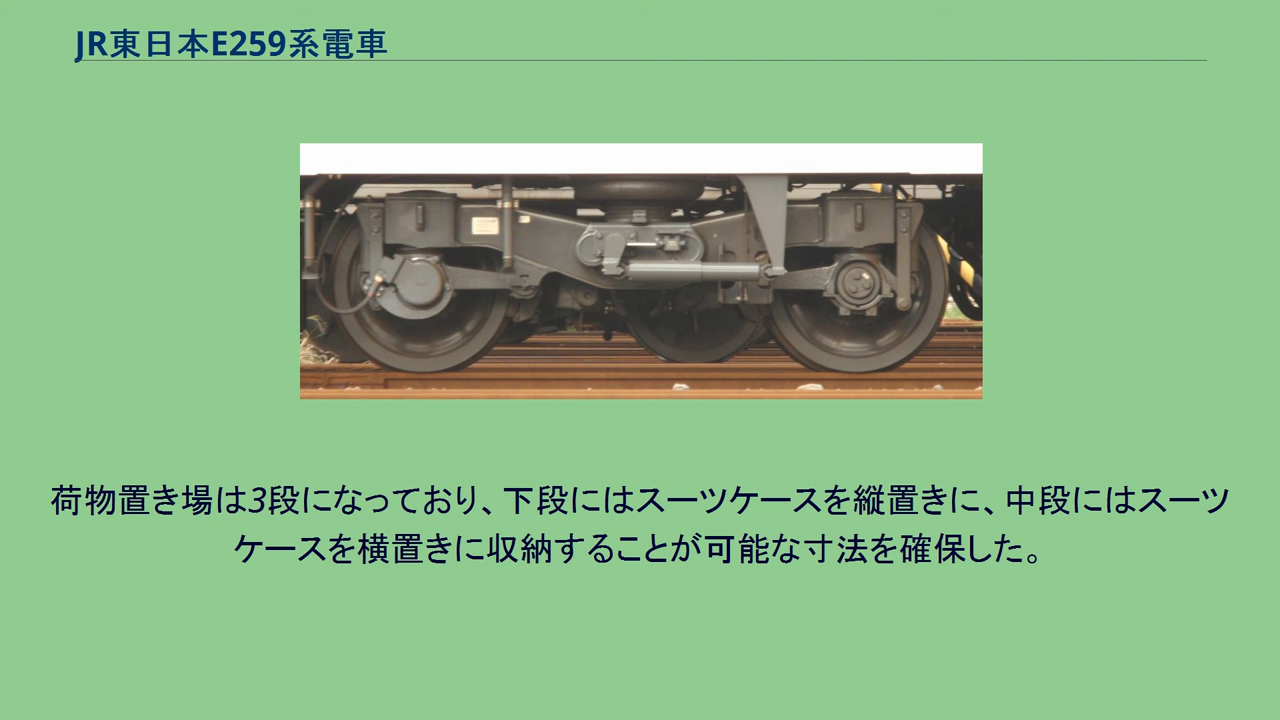 JR東日本E259系電車
荷物置き場は3段になっており、下段にはスーツケースを縦置きに、中段にはスーツ
ケースを横置きに収納することが可能な寸法を確保した。